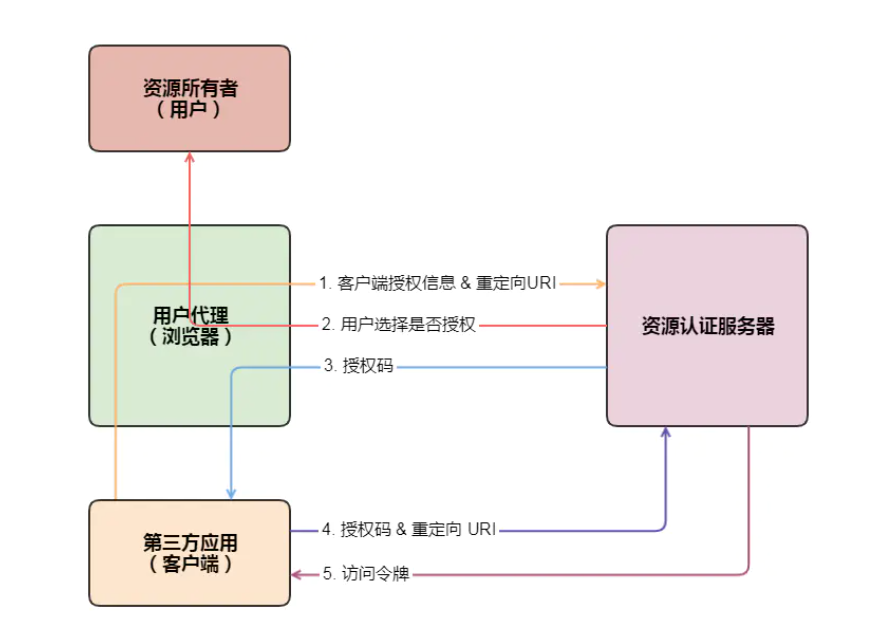 资源所有者
（用户）
用户代理
（浏览器）
1. 客户端授权信息 & 重定向URI
2. 用户选择是否授权
3. 授权码
资源认证服务器
第三方应用
（客户端）
4. 授权码 & 重定向 URI
5. 访问令牌